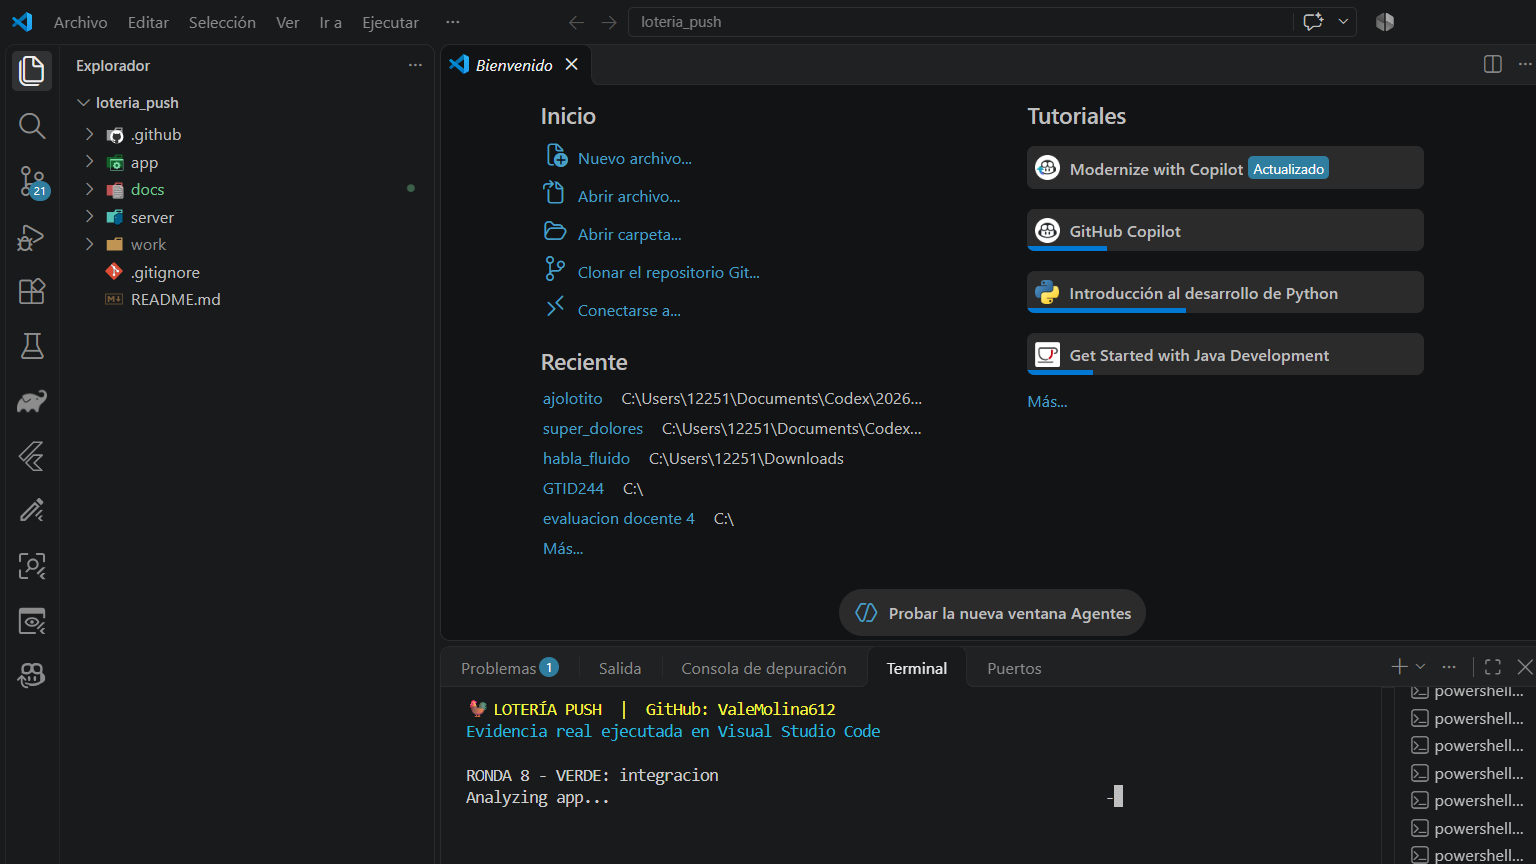 Archivo Editar Selección Ver Ir a Ejecutar ··· loteria_push
Explorador ···
loteria_push
.github
app
docs
server
work
.gitignore
README.md
21
Bienvenido
Inicio
Nuevo archivo...
Abrir archivo...
Abrir carpeta...
Clonar el repositorio Git...
Conectarse a...
Reciente
ajolotito C:\Users\12251\Documents\Codex\2026...
super_dolores C:\Users\12251\Documents\Codex...
habla_fluido C:\Users\12251\Downloads
GTID244 C:\
evaluacion docente 4 C:\
Más...
Tutoriales
Modernize with Copilot Actualizado
GitHub Copilot
Introducción al desarrollo de Python
Get Started with Java Development
Más...
Probar la nueva ventana Agentes
Problemas 1 Salida Consola de depuración Terminal Puertos
LOTERÍA PUSH | GitHub: ValeMolina612
Evidencia real ejecutada en Visual Studio Code
RONDA 8 - VERDE: integracion
Analyzing app... -
powershell...
powershell...
powershell...
powershell...
powershell...
powershell...
powershell...